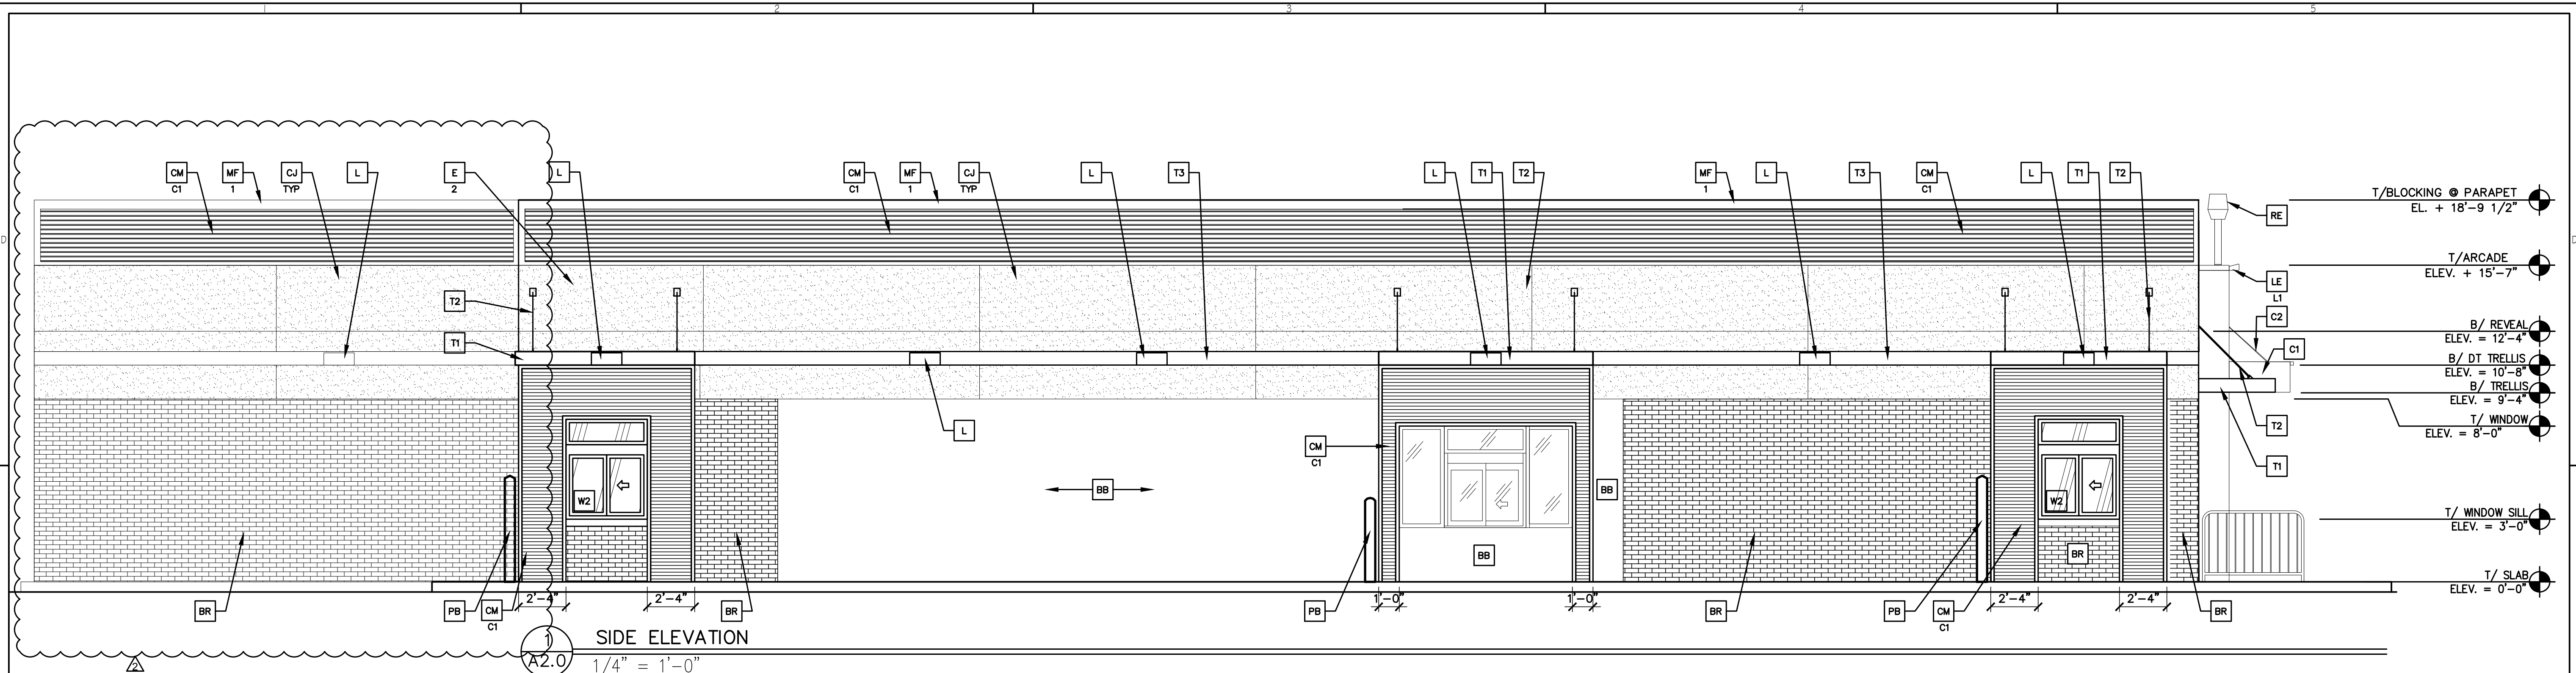 1 2 3 4 5
D
D
CM C1
MF 1
CJ TYP
L
E 2
L
CM C1
MF 1
CJ TYP
L
T3
L
T1
T2
MF 1
L
T3
CM C1
L
T1
T2
RE
LE L1
C2
C1
T2
T1
T2
T1
L
CM C1
BB
BB
BB
W2
W2
BR
T/BLOCKING @ PARAPET
EL. + 18'-9 1/2"
T/ARCADE
ELEV. + 15'-7"
B/ REVEAL
ELEV. = 12'-4"
B/ DT TRELLIS
ELEV. = 10'-8"
B/ TRELLIS
ELEV. = 9'-4"
T/ WINDOW
ELEV. = 8'-0"
T/ WINDOW SILL
ELEV. = 3'-0"
T/ SLAB
ELEV. = 0'-0"
2'-4" 2'-4" 1'-0" 1'-0" 2'-4" 2'-4"
BR
PB
CM C1
BR
PB
BR
PB
CM C1
BR
1
A2.0
SIDE ELEVATION
1/4" = 1'-0"
2